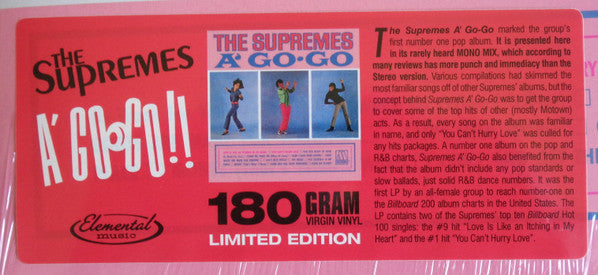 THE
SUPREMES
A' GO•GO!!
Elemental
music
THE SUPREMES
A' GO•GO
180 GRAM
VIRGIN VINYL
LIMITED EDITION
The Supremes A' Go-Go marked the group's
first number one pop album. It is presented here
in its rarely heard MONO MIX, which according to
many reviews has more punch and immediacy than the
Stereo version. Various compilations had skimmed the
most familiar songs off of other Supremes' albums, but the
concept behind Supremes A' Go-Go was to get the group
to cover some of the top hits of other (mostly Motown)
acts. As a result, every song on the album was familiar
in name, and only "You Can't Hurry Love" was culled for
any hits packages. A number one album on the pop and
R&B charts, Supremes A' Go-Go also benefited from the
fact that the album didn't include any pop standards or
slow ballads, just solid R&B dance numbers. It was the
first LP by an all-female group to reach number-one on
the Billboard 200 album charts in the United States. The
LP contains two of the Supremes' top ten Billboard Hot
100 singles: the #9 hit "Love Is Like an Itching in My
Heart" and the #1 hit "You Can't Hurry Love".